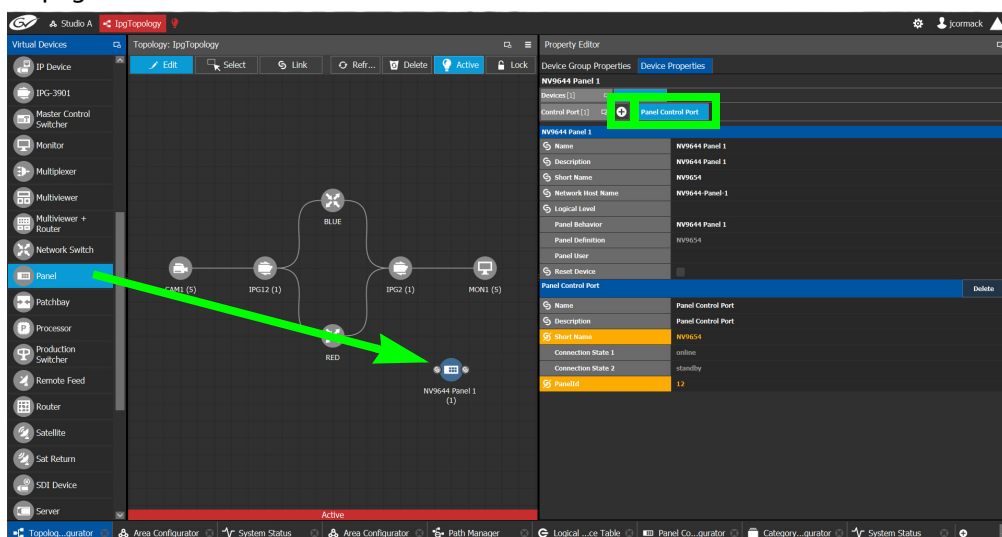 Studio A
IpgTopology
jcormack
Virtual Devices
Topology: IpgTopology
Property Editor
Edit
Select
Link
Refr...
Delete
Active
Lock
Device Group Properties
Device Properties
NV9644 Panel 1
Devices [1]
Control Port [1]
Panel Control Port
NV9644 Panel 1
Name
NV9644 Panel 1
Description
NV9644 Panel 1
Short Name
NV9654
Network Host Name
NV9644-Panel-1
Logical Level
Panel Behavior
NV9644 Panel 1
Panel Definition
NV9654
Panel User
Reset Device
Panel Control Port
Delete
Name
Panel Control Port
Description
Panel Control Port
Short Name
NV9654
Connection State 1
online
Connection State 2
standby
PanelId
12
IP Device
IPG-3901
Master Control
Switcher
Monitor
Multiplexer
Multiviewer
Multiviewer +
Router
Network Switch
Panel
Patchbay
Processor
Production
Switcher
Remote Feed
Router
Satellite
Sat Return
SDI Device
Server
BLUE
CAM1 (5)
IPG12 (1)
IPG2 (1)
MON1 (5)
RED
NV9644 Panel 1
(1)
Active
Topolog...gurator
Area Configurator
System Status
Area Configurator
Path Manager
Logical ...ce Table
Panel Co...gurator
Category...gurator
System Status